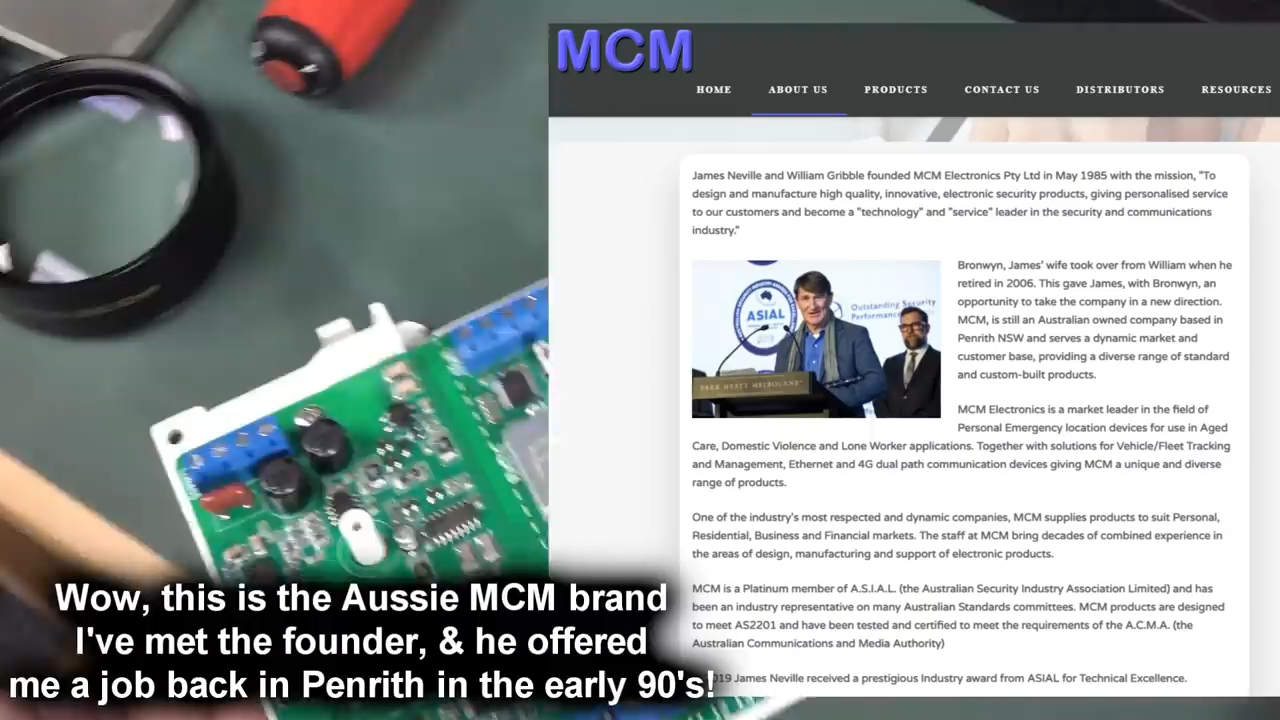 MCM
HOME ABOUT US PRODUCTS CONTACT US DISTRIBUTORS RESOURCES
James Neville and William Gribble founded MCM Electronics Pty Ltd in May 1985 with the mission, "To
design and manufacture high quality, innovative, electronic security products, giving personalised service
to our customers and become a "technology" and "service" leader in the security and communications
industry."
ASIAL
Outstanding Security
PARK HYATT MELBOURNE
Bronwyn, James' wife took over from William when he
retired in 2006. This gave James, with Bronwyn, an
opportunity to take the company in a new direction.
MCM, is still an Australian owned company based in
Penrith NSW and serves a dynamic market and
customer base, providing a diverse range of standard
and custom-built products.
MCM Electronics is a market leader in the field of
Personal Emergency location devices for use in Aged
Care, Domestic Violence and Lone Worker applications. Together with solutions for Vehicle/Fleet Tracking
and Management, Ethernet and 4G dual path communication devices giving MCM a unique and diverse
range of products.
One of the industry's most respected and dynamic companies, MCM supplies products to suit Personal,
Residential, Business and Financial markets. The staff at MCM bring decades of combined experience in
the areas of design, manufacturing and support of electronic products.
MCM is a Platinum member of A.S.I.A.L. (the Australian Security Industry Association Limited) and has
been an industry representative on many Australian Standards committees. MCM products are designed
to meet AS2201 and have been tested and certified to meet the requirements of the A.C.M.A. (the
Australian Communications and Media Authority)
019 James Neville received a prestigious Industry award from ASIAL for Technical Excellence.
Wow, this is the Aussie MCM brand
I've met the founder, & he offered
me a job back in Penrith in the early 90's!